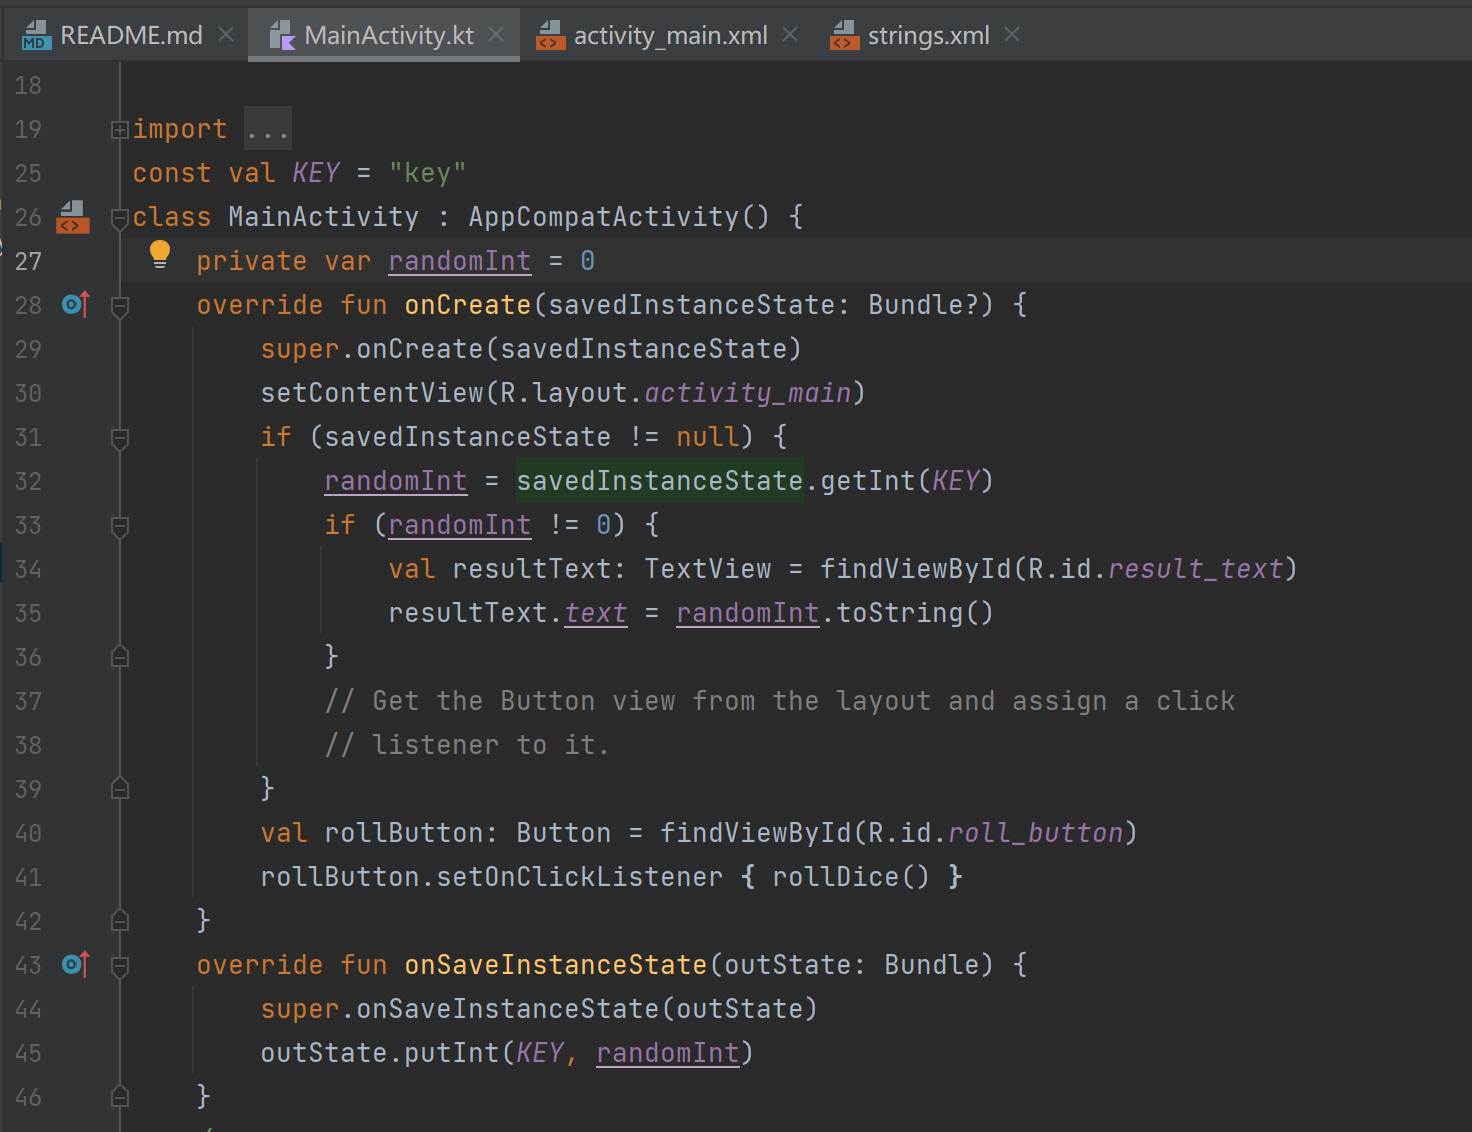 README.md MainActivity.kt activity_main.xml strings.xml
18
19 import ...
25 const val KEY = "key"
26 class MainActivity : AppCompatActivity() {
27 private var randomInt = 0
28 override fun onCreate(savedInstanceState: Bundle?) {
29 super.onCreate(savedInstanceState)
30 setContentView(R.layout.activity_main)
31 if (savedInstanceState != null) {
32 randomInt = savedInstanceState.getInt(KEY)
33 if (randomInt != 0) {
34 val resultText: TextView = findViewById(R.id.result_text)
35 resultText.text = randomInt.toString()
36 }
37 // Get the Button view from the layout and assign a click
38 // listener to it.
39 }
40 val rollButton: Button = findViewById(R.id.roll_button)
41 rollButton.setOnClickListener { rollDice() }
42 }
43 override fun onSaveInstanceState(outState: Bundle) {
44 super.onSaveInstanceState(outState)
45 outState.putInt(KEY, randomInt)
46 }